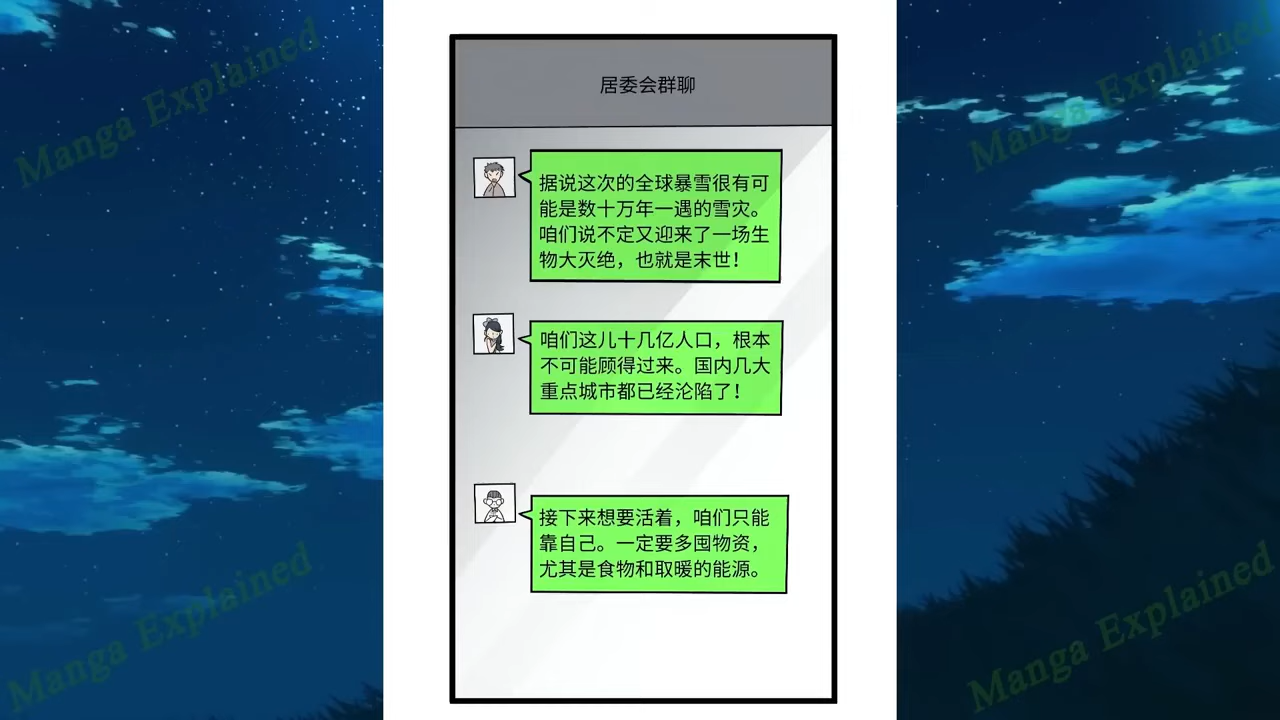 居委会群聊
据说这次的全球暴雪很有可
能是数十万年一遇的雪灾。
咱们说不定又迎来了一场生
物大灭绝，也就是末世！
咱们这儿十几亿人口，根本
不可能顾得过来。国内几大
重点城市都已经沦陷了！
接下来想要活着，咱们只能
靠自己。一定要多囤物资，
尤其是食物和取暖的能源。
Manga Explained
Manga Explained
Manga Explained
Manga Explained